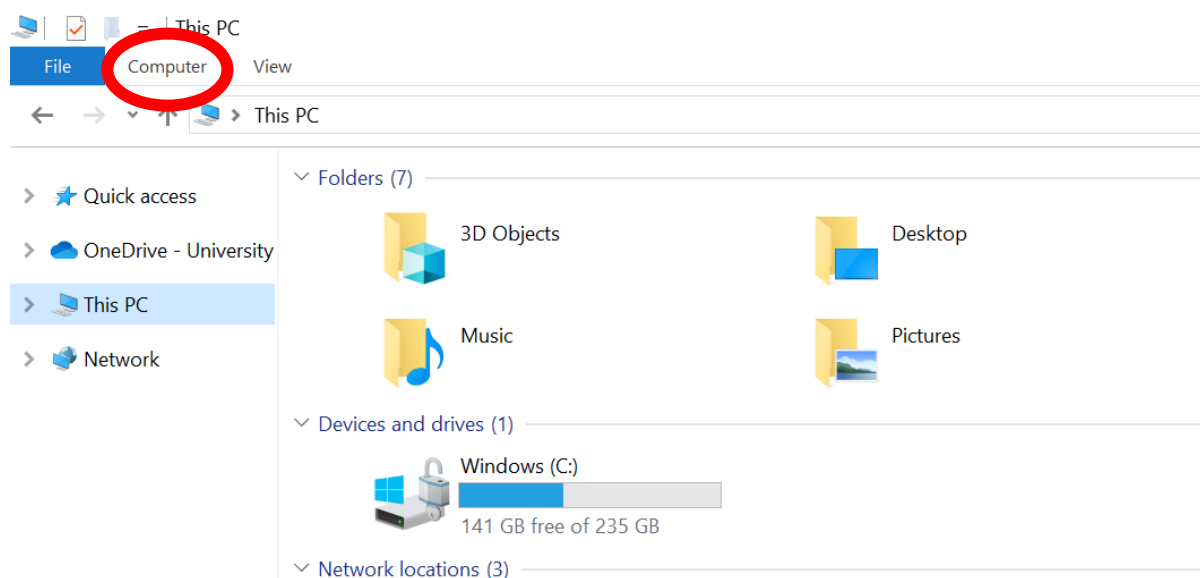 This PC
File Computer View
This PC
Quick access
OneDrive - University
This PC
Network
Folders (7)
3D Objects
Desktop
Music
Pictures
Devices and drives (1)
Windows (C:)
141 GB free of 235 GB
Network locations (3)